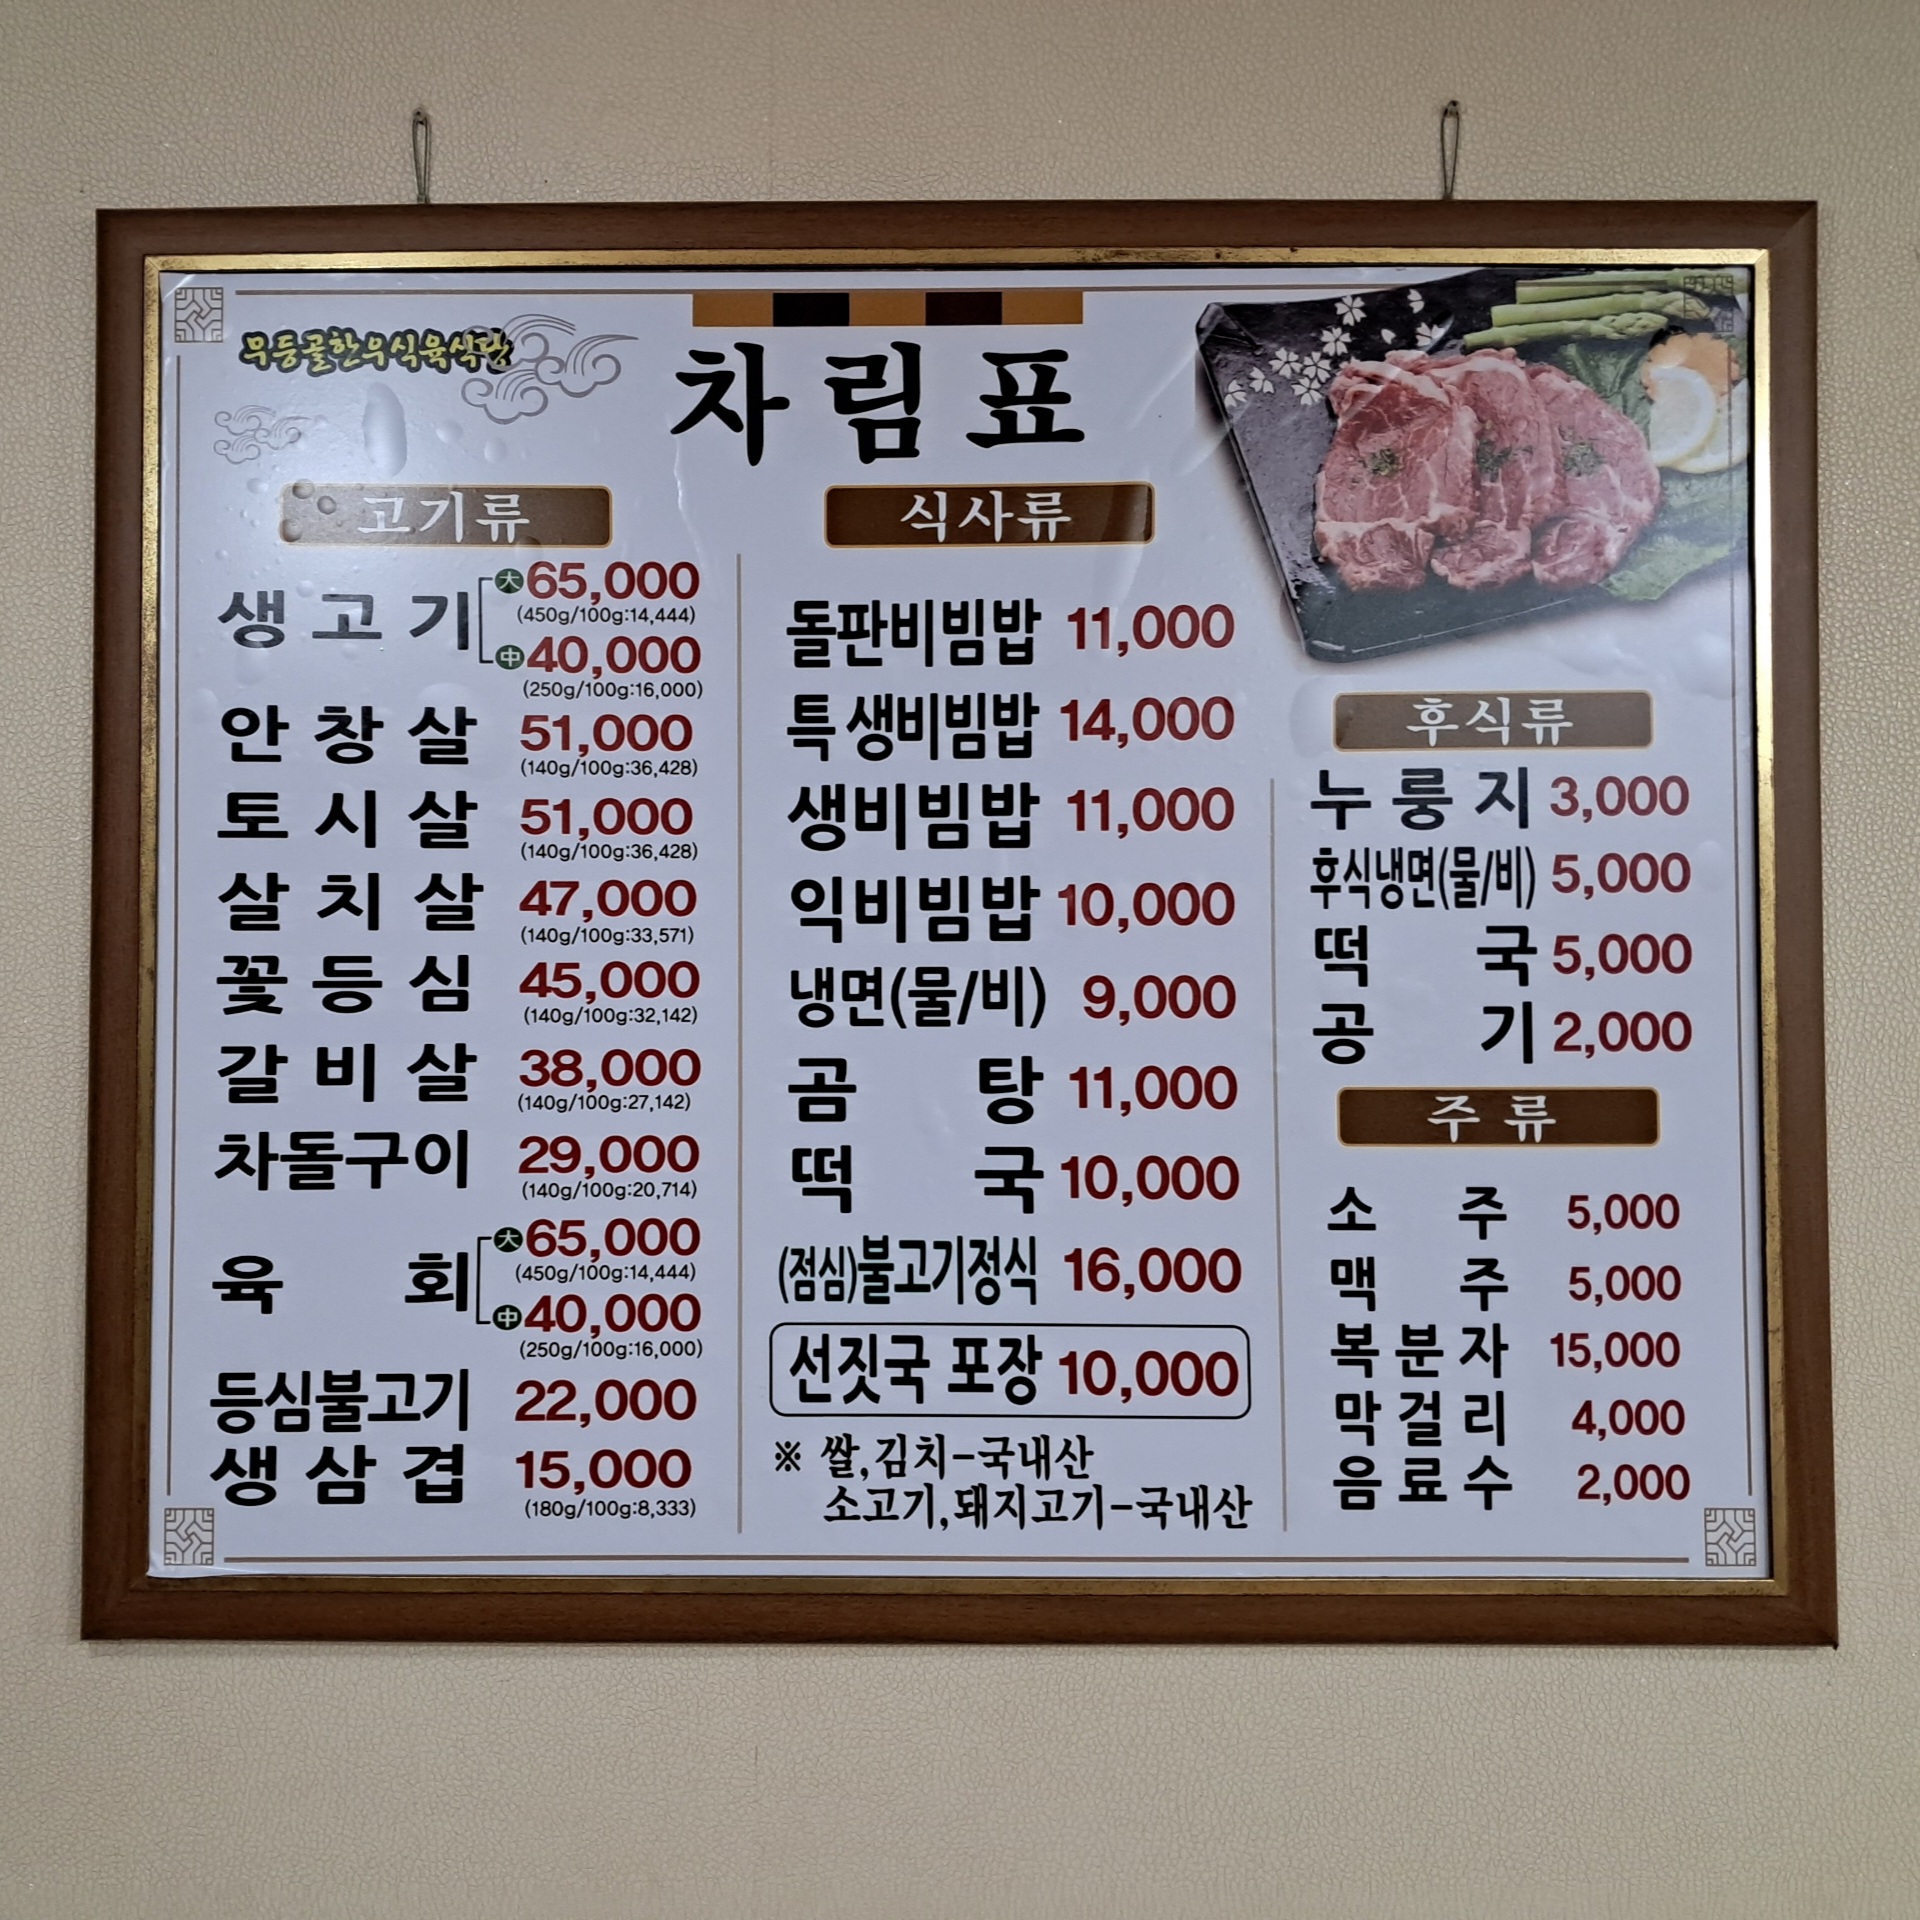 무등골한우식육식당
차림표
고기류
생고기 大 65,000
(450g/100g:14,444)
中 40,000
(250g/100g:16,000)
안창살 51,000
(140g/100g:36,428)
토시살 51,000
(140g/100g:36,428)
살치살 47,000
(140g/100g:33,571)
꽃등심 45,000
(140g/100g:32,142)
갈비살 38,000
(140g/100g:27,142)
차돌구이 29,000
(140g/100g:20,714)
육회 大 65,000
(450g/100g:14,444)
中 40,000
(250g/100g:16,000)
등심불고기 22,000
생삼겹 15,000
(180g/100g:8,333)
식사류
돌판비빔밥 11,000
특생비빔밥 14,000
생비빔밥 11,000
익비빔밥 10,000
냉면(물/비) 9,000
곰탕 11,000
떡국 10,000
(점심)불고기정식 16,000
선짓국 포장 10,000
※ 쌀,김치-국내산
소고기,돼지고기-국내산
후식류
누룽지 3,000
후식냉면(물/비) 5,000
떡국 5,000
공기 2,000
주류
소주 5,000
맥주 5,000
복분자 15,000
막걸리 4,000
음료수 2,000